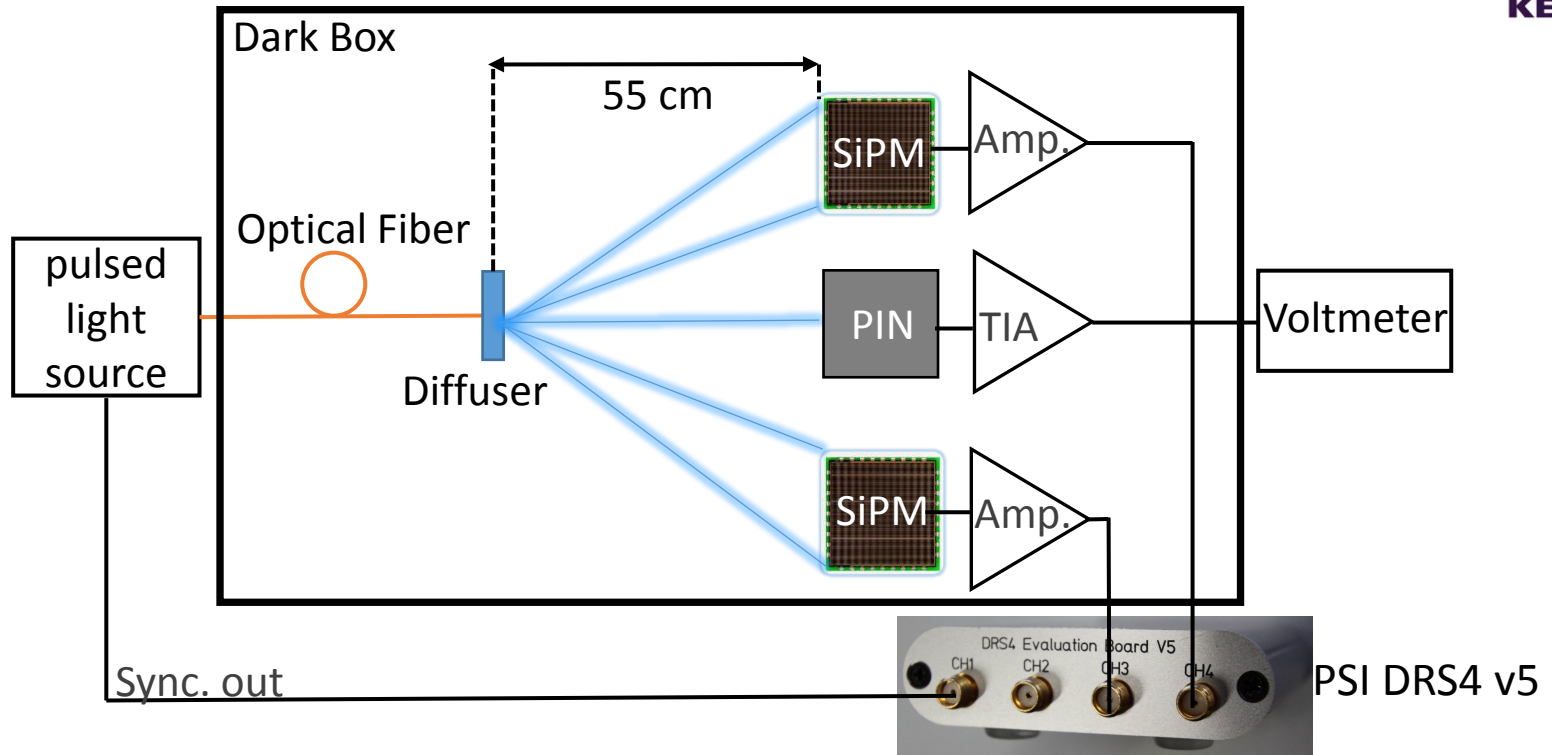 KE
Dark Box
55 cm
SiPM
Amp.
Optical Fiber
pulsed
light
source
PIN
TIA
Voltmeter
Diffuser
SiPM
Amp.
DRS4 Evaluation Board V5
CH1
CH2
CH3
CH4
Sync. out
PSI DRS4 v5